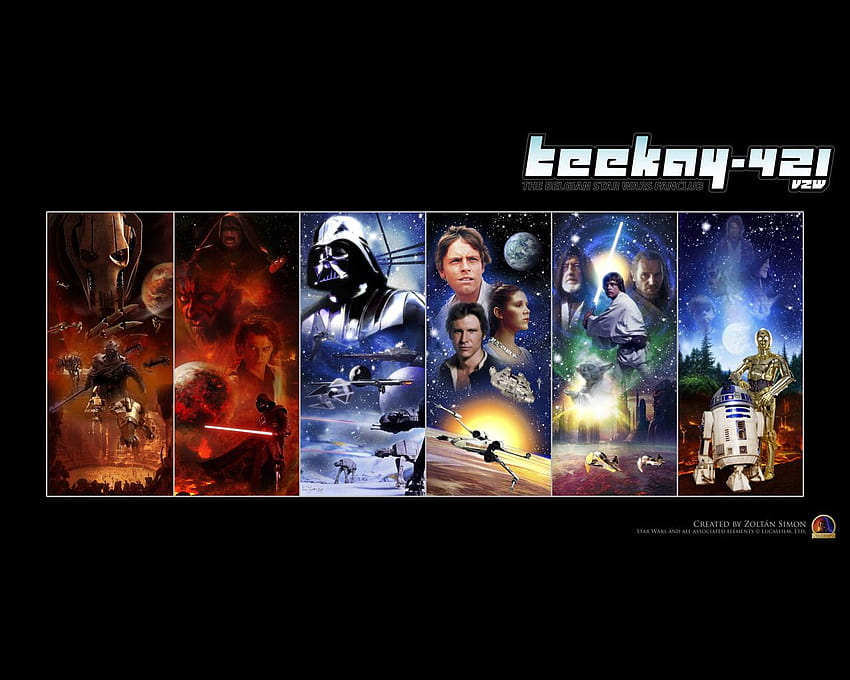 teekay-421
VZW
THE BELGIAN STAR WARS FANCLUB
CREATED BY ZOLTÁN SIMON
STAR WARS AND ALL ASSOCIATED ELEMENTS © LUCASFILM, LTD.